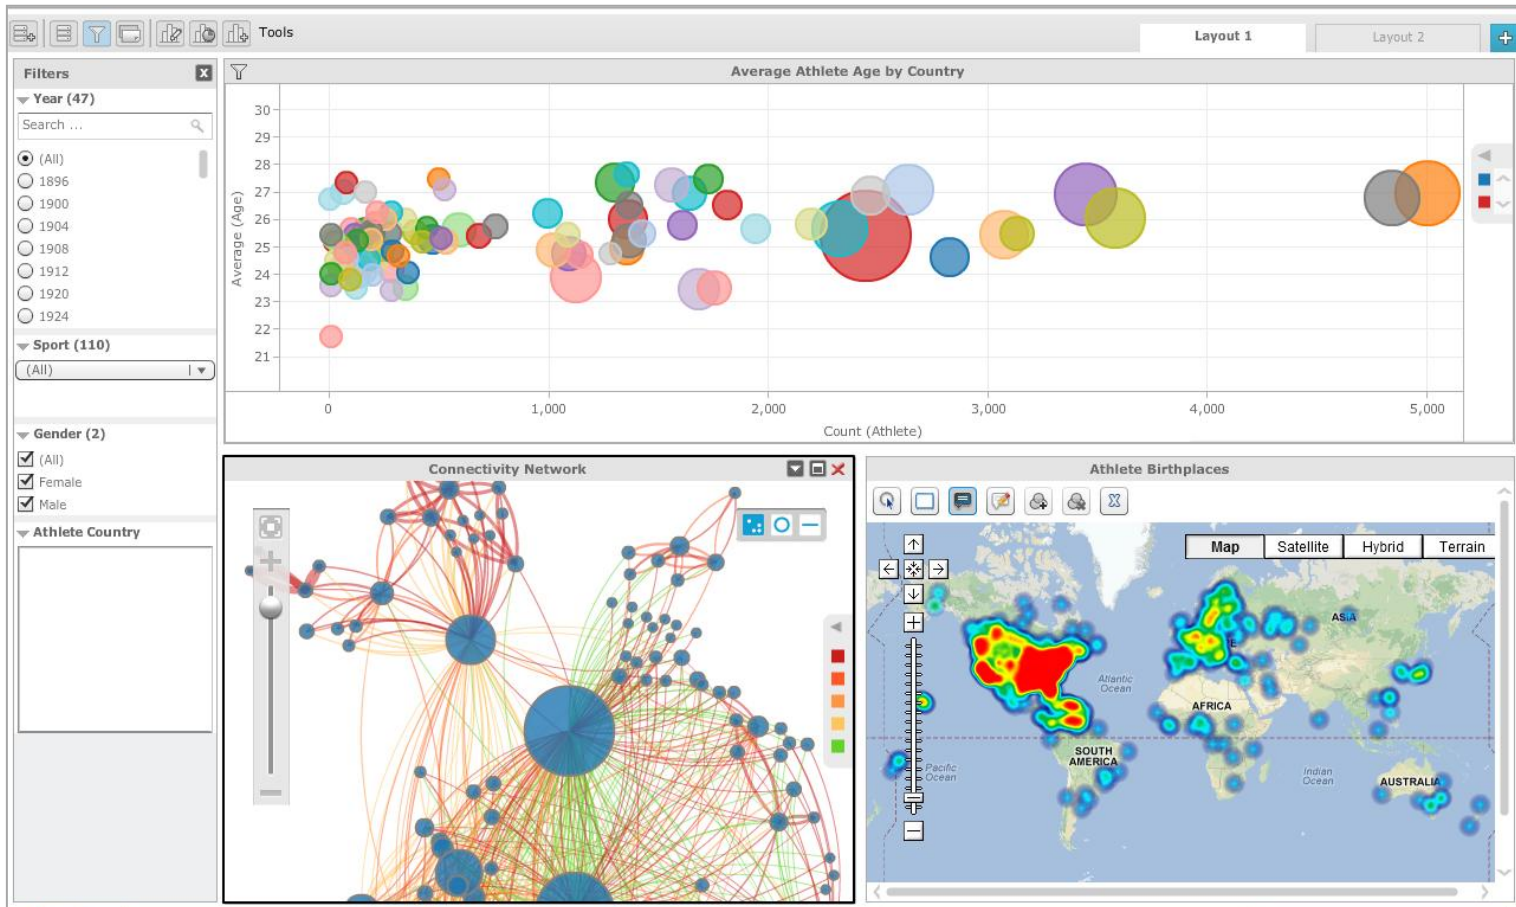 Tools
Layout 1
Layout 2
Filters
Year (47)
Search ...
(All)
1896
1900
1904
1908
1912
1920
1924
Sport (110)
(All)
Gender (2)
(All)
Female
Male
Athlete Country
Average Athlete Age by Country
Average (Age)
30
29
28
27
26
25
24
23
22
21
0
1,000
2,000
3,000
4,000
5,000
Count (Athlete)
Connectivity Network
Athlete Birthplaces
Map
Satellite
Hybrid
Terrain
ASIA
Atlantic
Ocean
AFRICA
SOUTH
AMERICA
Pacific
Ocean
Indian
Ocean
AUSTRALIA